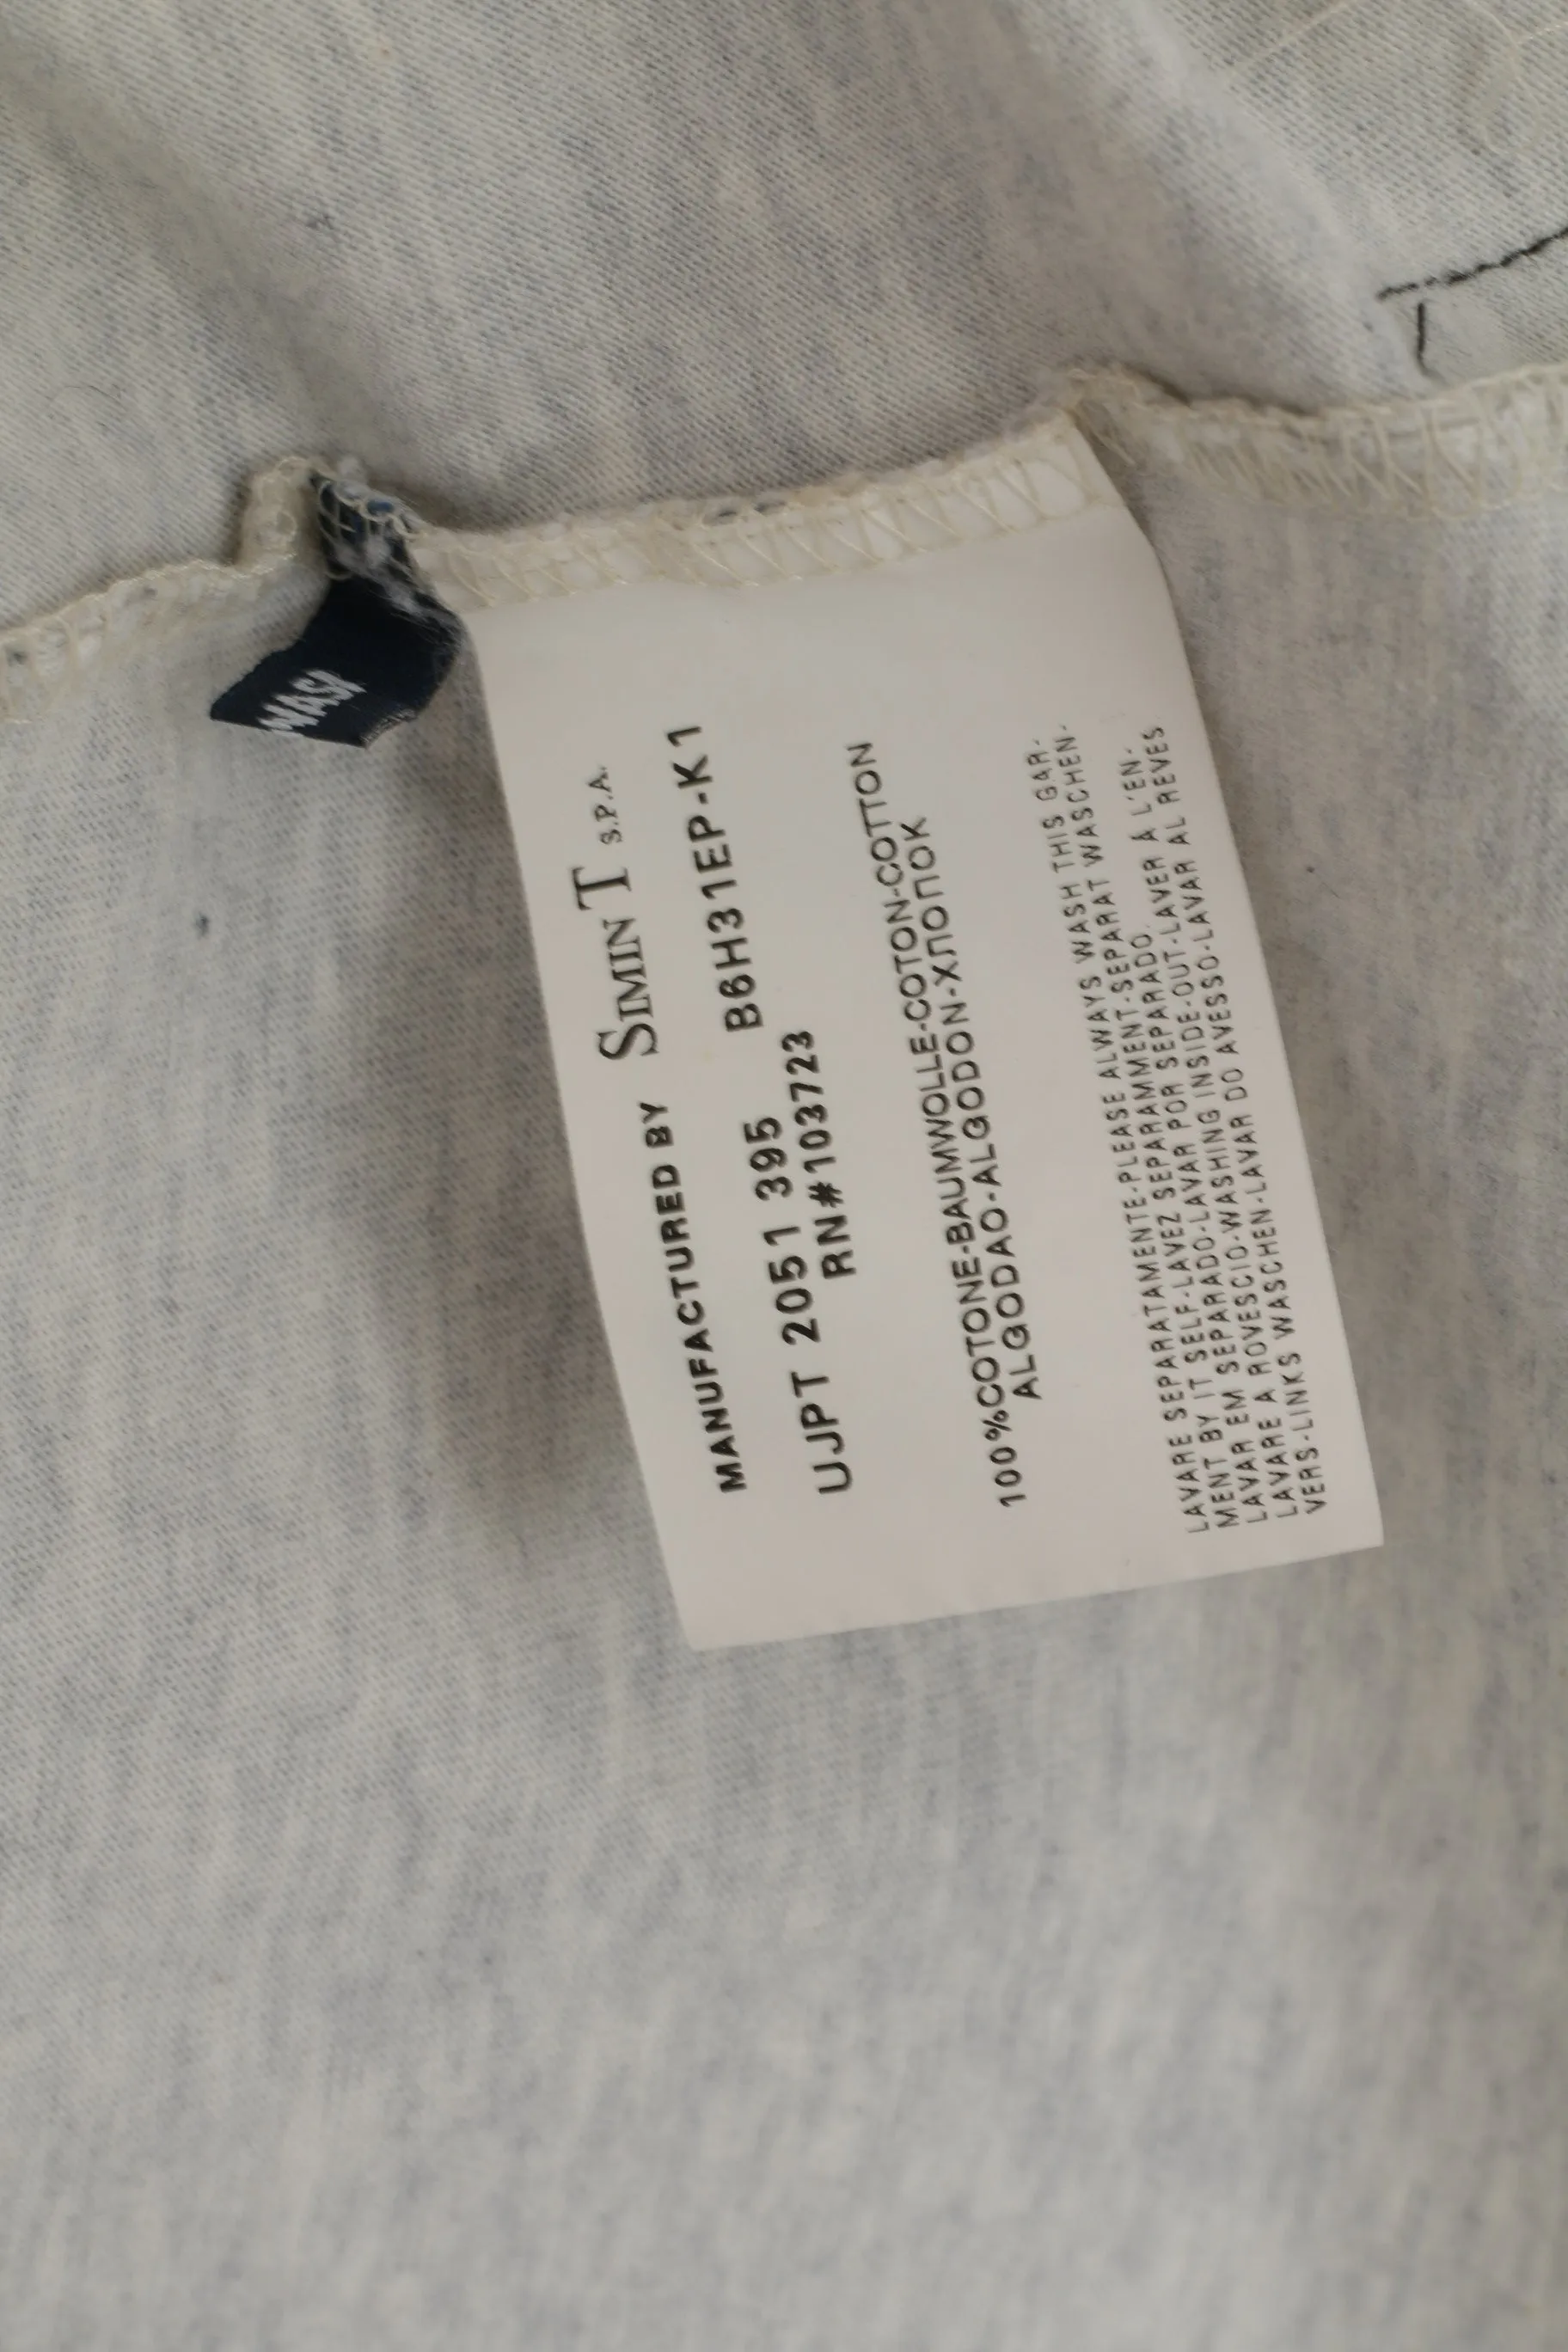 MANUFACTURED BY SIMINT S.P.A.
UJPT 2051 395 B6H31EP-K1
RN#103723
100%COTONE-BAUMWOLLE-COTON-COTTON
ALGODAO-ALGODON-ХЛОПОК
LAVARE SEPARATAMENTE-PLEASE ALWAYS WASH THIS GAR-
MENT BY IT SELF-LAVEZ SEPARAMMENT-SEPARAT WASCHEN-
LAVAR EM SEPARADO-LAVAR POR SEPARADO.
LAVARE A ROVESCIO-WASHING INSIDE-OUT-LAVER À L'EN-
VERS-LINKS WASCHEN-LAVAR DO AVESSO-LAVAR AL REVES